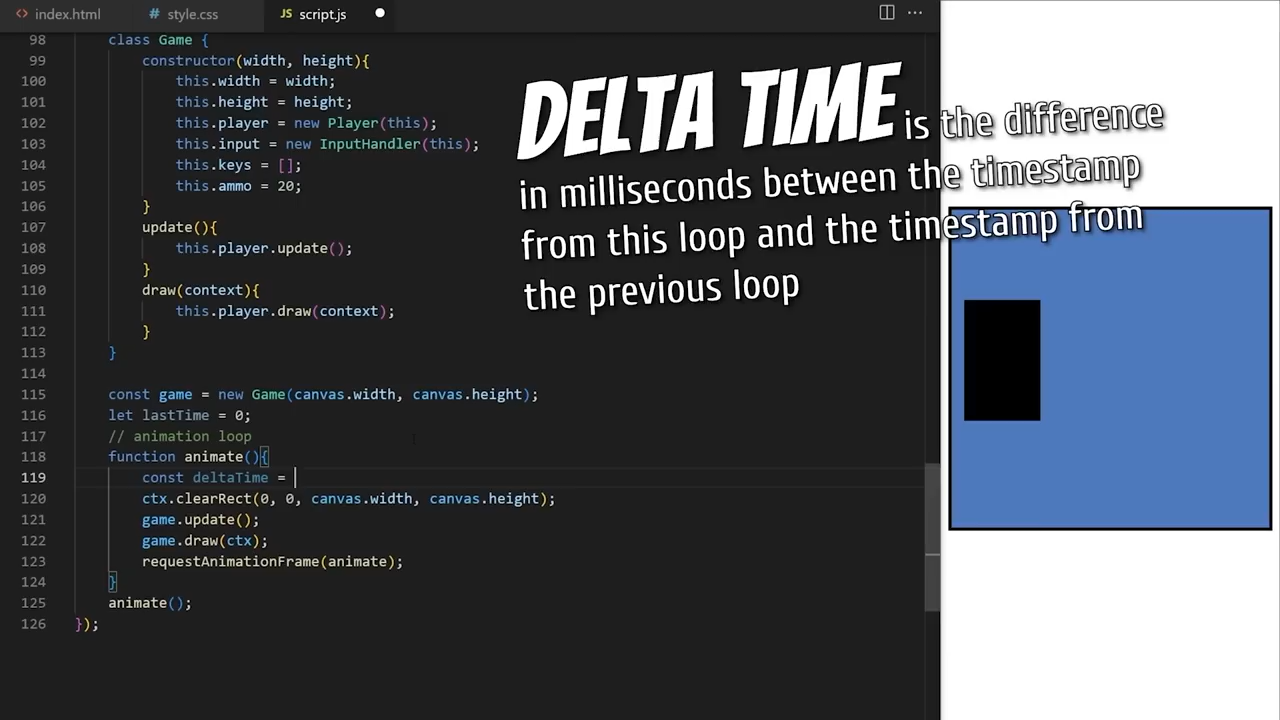 index.html
style.css
JS script.js
DELTA TIME is the difference
in milliseconds between the timestamp
from this loop and the timestamp from
the previous loop
98 class Game {
99 constructor(width, height){
100 this.width = width;
101 this.height = height;
102 this.player = new Player(this);
103 this.input = new InputHandler(this);
104 this.keys = [];
105 this.ammo = 20;
106 }
107 update(){
108 this.player.update();
109 }
110 draw(context){
111 this.player.draw(context);
112 }
113 }
114
115 const game = new Game(canvas.width, canvas.height);
116 let lastTime = 0;
117 // animation loop
118 function animate(){
119 const deltaTime =
120 ctx.clearRect(0, 0, canvas.width, canvas.height);
121 game.update();
122 game.draw(ctx);
123 requestAnimationFrame(animate);
124 }
125 animate();
126 });